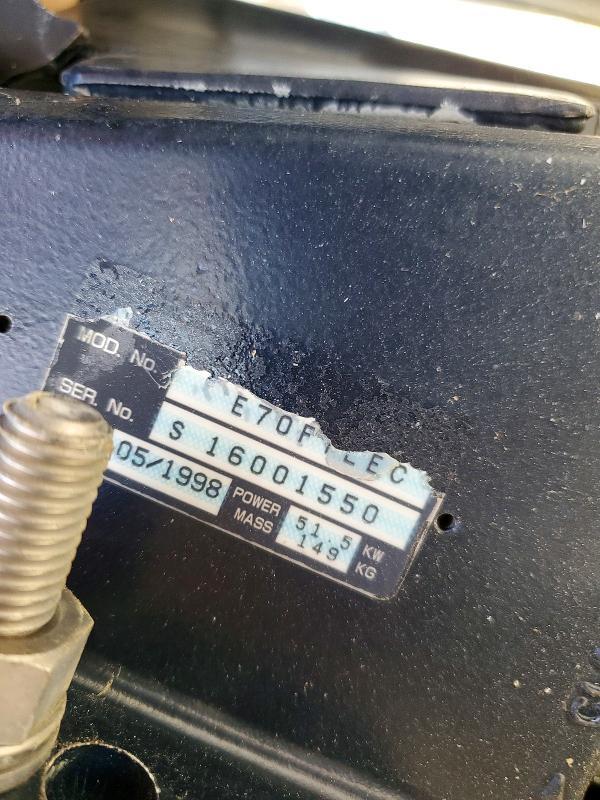 MOD. No. E70F LEC
SER. No. S 16001550
05/1998 POWER 51.5 KW
MASS 149 KG